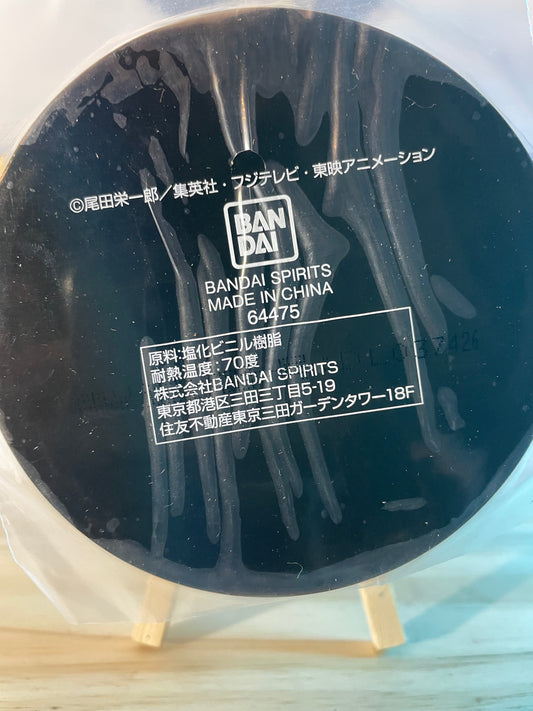 ©尾田栄一郎／集英社・フジテレビ・東映アニメーション
BAN
DAI
BANDAI SPIRITS
MADE IN CHINA
64475
原料:塩化ビニル樹脂
耐熱温度:70度
株式会社BANDAI SPIRITS
東京都港区三田三丁目5-19
住友不動産東京三田ガーデンタワー18F